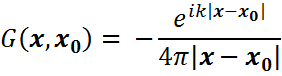 G(x, x₀) = − e^{ik|x−x₀|} / 4π|x−x₀|